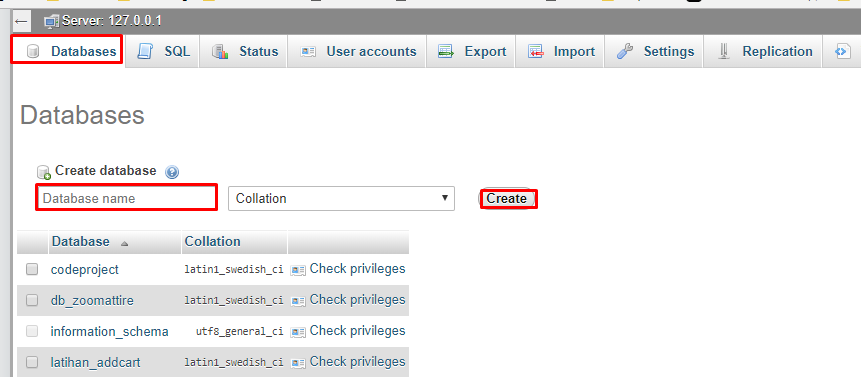 Server: 127.0.0.1
Databases SQL Status User accounts Export Import Settings Replication
Databases
Create database
Database name Collation Create
Database Collation
codeproject latin1_swedish_ci Check privileges
db_zoomattire latin1_swedish_ci Check privileges
information_schema utf8_general_ci Check privileges
latihan_addcart latin1_swedish_ci Check privileges